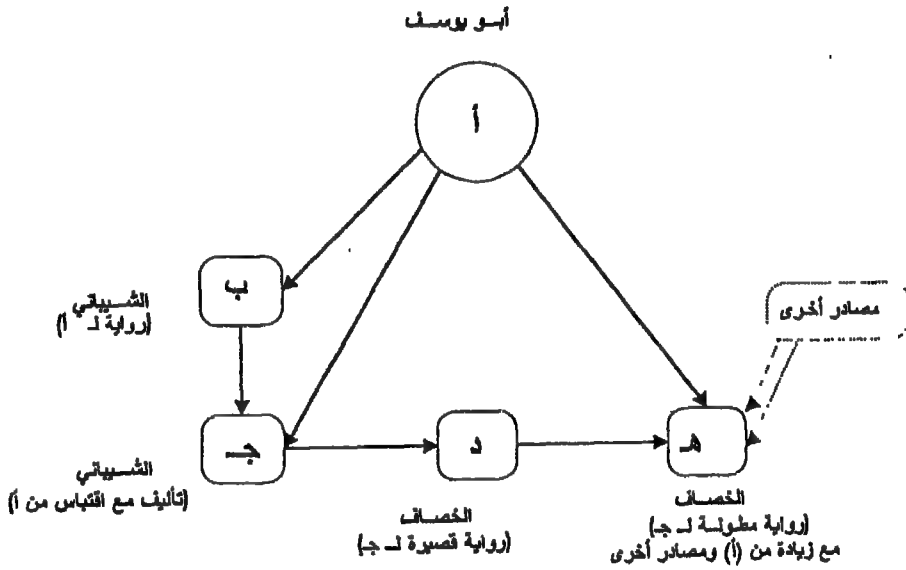 أبو يوسف
أ
ب
الشيباني
(رواية لـ أ)
مصادر أخرى
جـ
د
هـ
الشيباني
(تأليف مع اقتباس من أ)
الخصاف
(رواية قصيرة لـ جـ)
الخصاف
(رواية مطولة لـ جـ)
مع زيادة من (أ) ومصادر أخرى